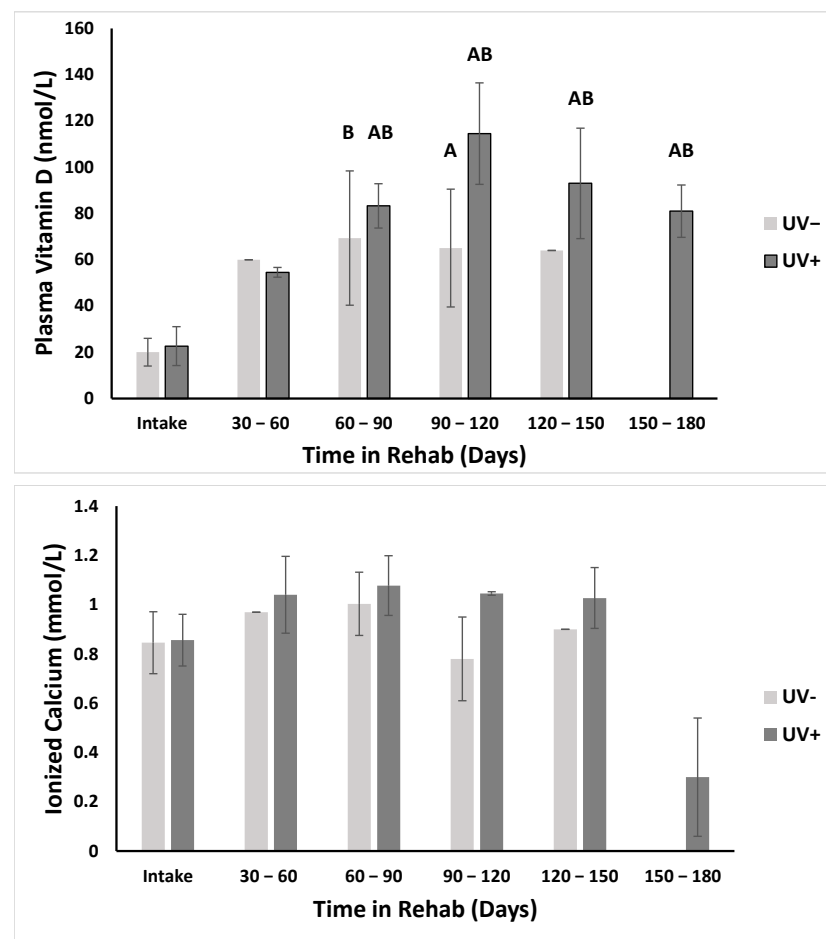 160
140
120
100
80
60
40
20
0
Plasma Vitamin D (nmol/L)
B
AB
A
AB
AB
AB
UV−
UV+
Intake
30 – 60
60 – 90
90 – 120
120 – 150
150 – 180
Time in Rehab (Days)
1.4
1.2
1
0.8
0.6
0.4
0.2
0
Ionized Calcium (mmol/L)
UV-
UV+
Intake
30 – 60
60 – 90
90 – 120
120 – 150
150 – 180
Time in Rehab (Days)